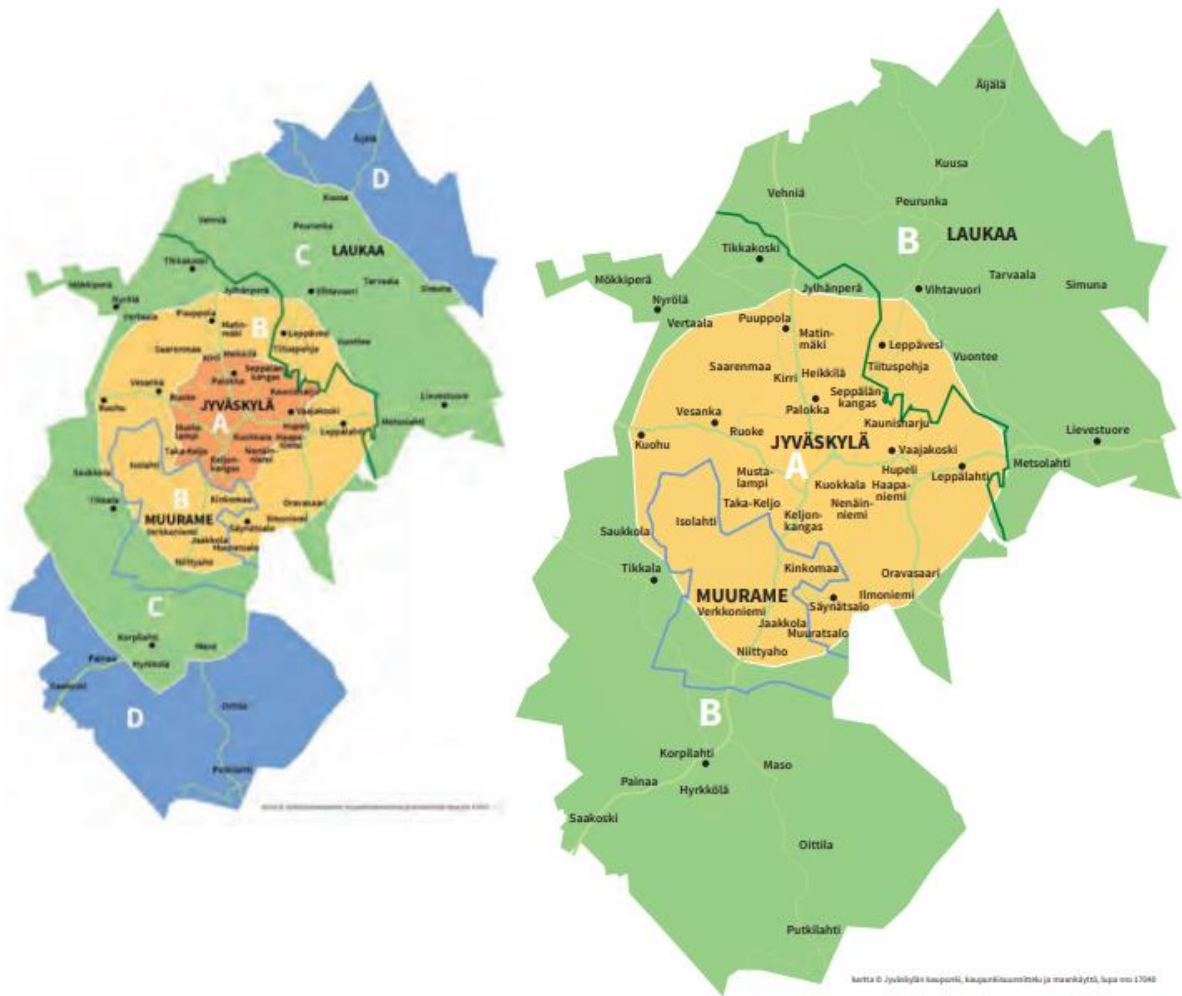 Äijälä
D
Kuusa
Vehniä
Peurunka
C
LAUKAA
Tikkakoski
Tarvaala
Mökkiperä
Jylhänperä
Vihtavuori
Simuna
Nyrölä
Vertaala
Puuppola
Matin-
mäki
B
Leppävesi
Tiituspohja
Vuontee
Saarenmaa
Kirri
Heikkilä
Seppälän-
kangas
Palokka
Vesanka
Ruoke
Kaunisharju
Kuohu
JYVÄSKYLÄ
Vaajakoski
Lievestuore
A
Musta-
lampi
Hupeli
Leppälahti
Metsolahti
Kuokkala
Haapa-
niemi
Taka-Keljo
Nenäin-
niemi
Keljon-
kangas
Isolahti
Saukkola
B
Kinkomaa
Oravasaari
Tikkala
MUURAME
Ilmoniemi
Säynätsalo
Verkkoniemi
Jaakkola
Muuratsalo
Niittyaho
C
Korpilahti
Maso
Painaa
Hyrkkölä
Saakoski
D
Oittila
Putkilahti
Äijälä
Kuusa
Vehniä
Peurunka
B
LAUKAA
Tikkakoski
Tarvaala
Mökkiperä
Simuna
Jylhänperä
Vihtavuori
Nyrölä
Vertaala
Puuppola
Matin-
mäki
Leppävesi
Vuontee
Saarenmaa
Tiituspohja
Kirri
Heikkilä
Seppälän-
kangas
Palokka
Vesanka
Kaunisharju
Ruoke
JYVÄSKYLÄ
Lievestuore
Kuohu
Vaajakoski
A
Metsolahti
Musta-
lampi
Hupeli
Leppälahti
Kuokkala
Haapa-
niemi
Taka-Keljo
Nenäin-
niemi
Keljon-
kangas
Isolahti
Saukkola
Tikkala
Kinkomaa
Oravasaari
MUURAME
Ilmoniemi
Säynätsalo
Verkkoniemi
Jaakkola
Muuratsalo
Niittyaho
B
Korpilahti
Maso
Painaa
Hyrkkölä
Saakoski
Oittila
Putkilahti
kartta © Jyväskylän kaupunki, kaupunkisuunnittelu ja maankäyttö, lupa nro 17040